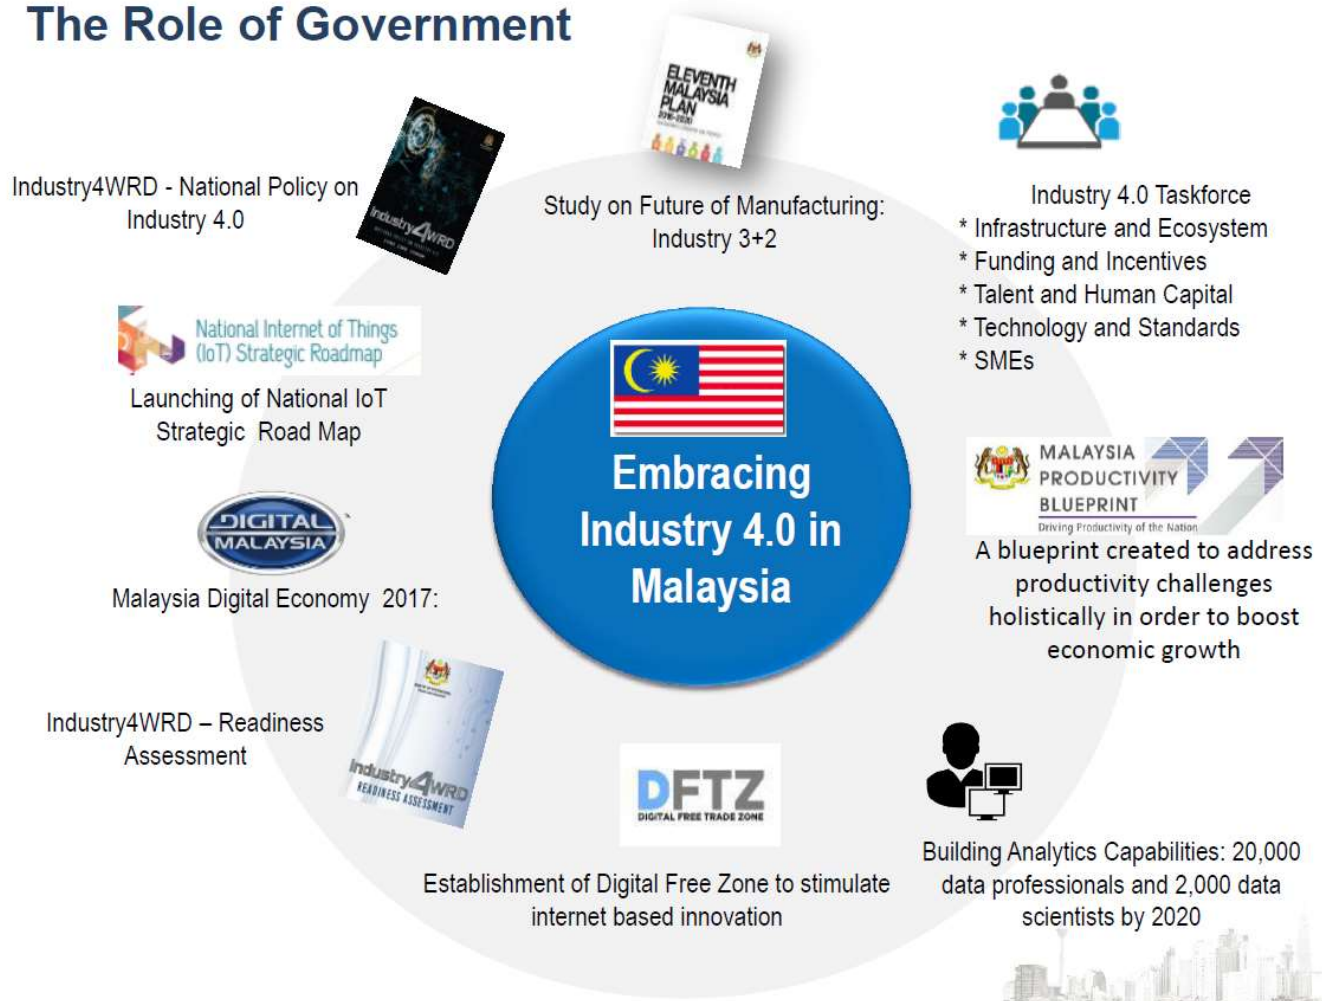 The Role of Government
ELEVENTH
MALAYSIA
PLAN
2016-2020
Study on Future of Manufacturing:
Industry 3+2
Industry 4.0 Taskforce
* Infrastructure and Ecosystem
* Funding and Incentives
* Talent and Human Capital
* Technology and Standards
* SMEs
MALAYSIA
PRODUCTIVITY
BLUEPRINT
Driving Productivity of the Nation
A blueprint created to address
productivity challenges
holistically in order to boost
economic growth
Building Analytics Capabilities: 20,000
data professionals and 2,000 data
scientists by 2020
DFTZ
DIGITAL FREE TRADE ZONE
Establishment of Digital Free Zone to stimulate
internet based innovation
Industry4WRD – Readiness
Assessment
Industry4WRD
READINESS ASSESSMENT
DIGITAL
MALAYSIA
Malaysia Digital Economy 2017:
National Internet of Things
(IoT) Strategic Roadmap
Launching of National IoT
Strategic Road Map
Industry4WRD - National Policy on
Industry 4.0
Industry4WRD
Embracing
Industry 4.0 in
Malaysia